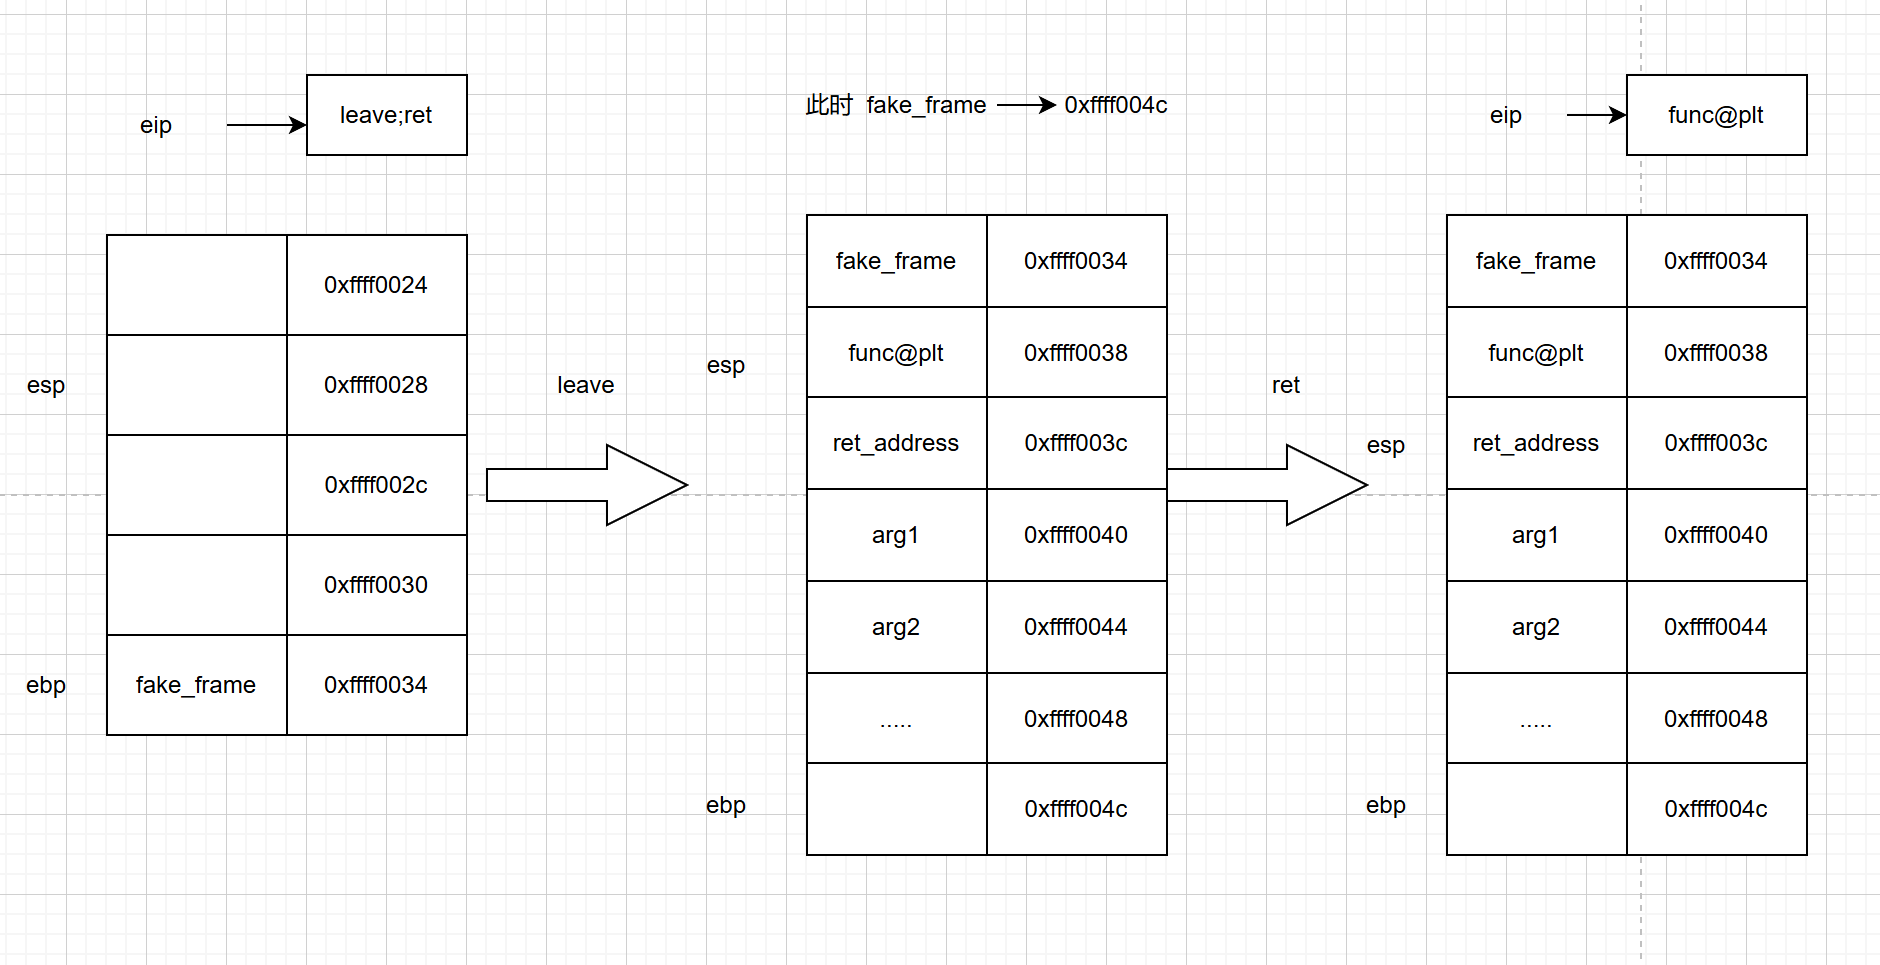 eip
leave;ret
此时 fake_frame 0xffff004c
eip
func@plt
0xffff0024
esp
0xffff0028
0xffff002c
0xffff0030
ebp
fake_frame
0xffff0034
leave
fake_frame
0xffff0034
esp
func@plt
0xffff0038
ret_address
0xffff003c
arg1
0xffff0040
arg2
0xffff0044
.....
0xffff0048
ebp
0xffff004c
ret
fake_frame
0xffff0034
func@plt
0xffff0038
esp
ret_address
0xffff003c
arg1
0xffff0040
arg2
0xffff0044
.....
0xffff0048
ebp
0xffff004c